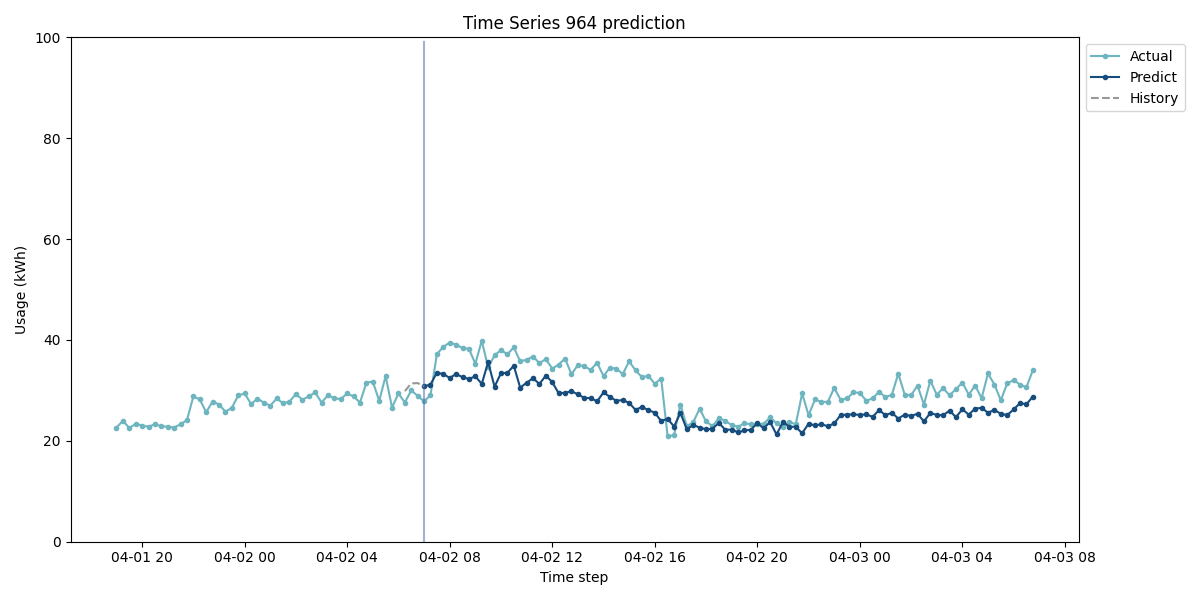 Time Series 964 prediction
100
80
60
40
20
0
Usage (kWh)
04-01 20
04-02 00
04-02 04
04-02 08
04-02 12
04-02 16
04-02 20
04-03 00
04-03 04
04-03 08
Time step
Actual
Predict
History